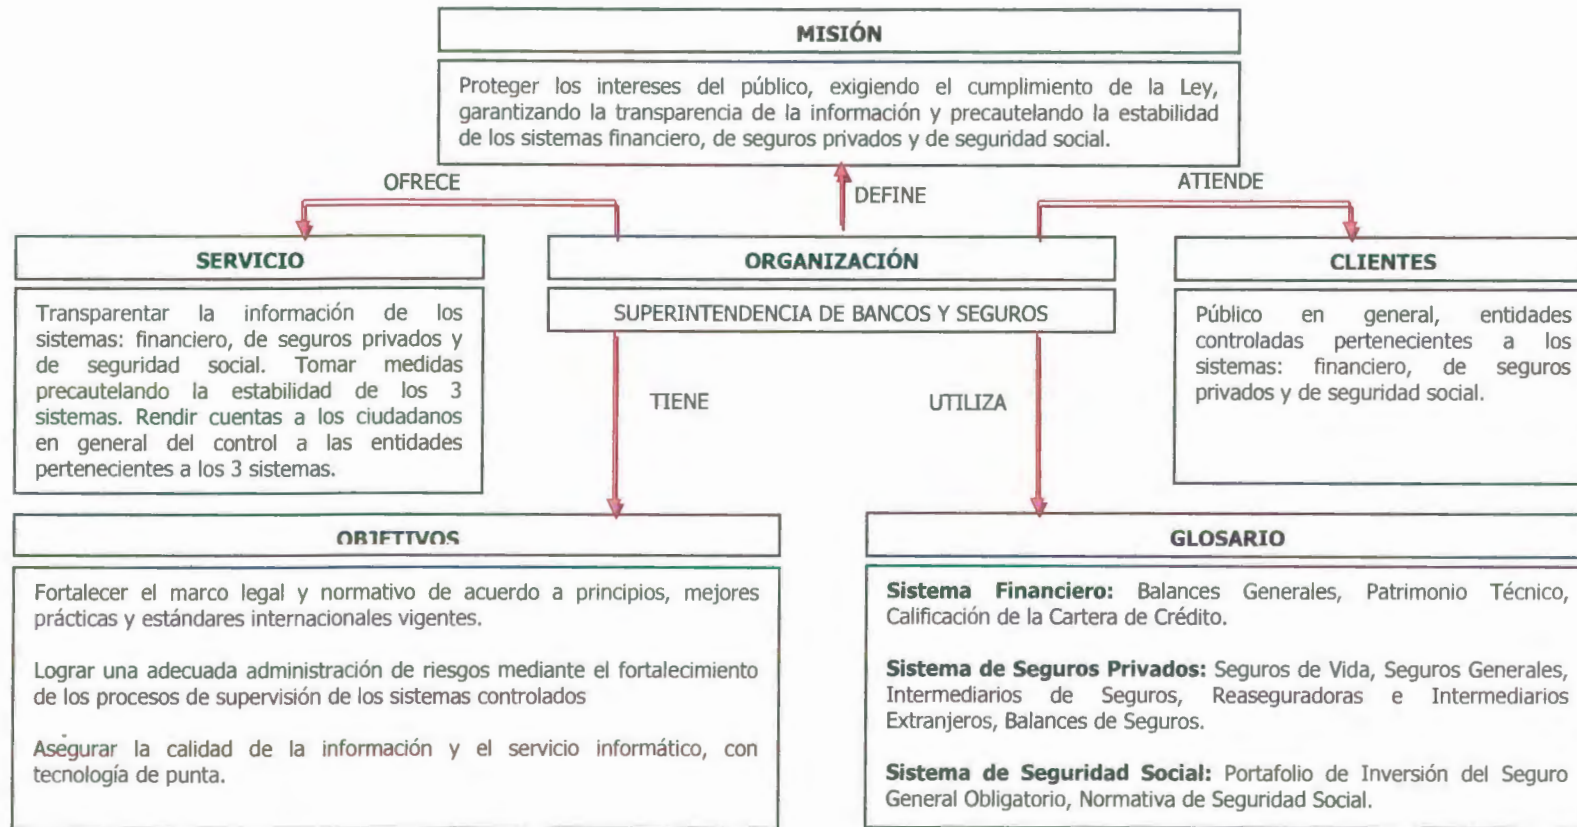 MISIÓN
Proteger los intereses del público, exigiendo el cumplimiento de la Ley,
garantizando la transparencia de la información y precautelando la estabilidad
de los sistemas financiero, de seguros privados y de seguridad social.
OFRECE
DEFINE
ATIENDE
SERVICIO
Transparentar la información de los
sistemas: financiero, de seguros privados y
de seguridad social. Tomar medidas
precautelando la estabilidad de los 3
sistemas. Rendir cuentas a los ciudadanos
en general del control a las entidades
pertenecientes a los 3 sistemas.
ORGANIZACIÓN
SUPERINTENDENCIA DE BANCOS Y SEGUROS
CLIENTES
Público en general, entidades
controladas pertenecientes a los
sistemas: financiero, de seguros
privados y de seguridad social.
TIENE
UTILIZA
OBJETIVOS
Fortalecer el marco legal y normativo de acuerdo a principios, mejores
prácticas y estándares internacionales vigentes.
Lograr una adecuada administración de riesgos mediante el fortalecimiento
de los procesos de supervisión de los sistemas controlados
Asegurar la calidad de la información y el servicio informático, con
tecnología de punta.
GLOSARIO
Sistema Financiero: Balances Generales, Patrimonio Técnico,
Calificación de la Cartera de Crédito.
Sistema de Seguros Privados: Seguros de Vida, Seguros Generales,
Intermediarios de Seguros, Reaseguradoras e Intermediarios
Extranjeros, Balances de Seguros.
Sistema de Seguridad Social: Portafolio de Inversión del Seguro
General Obligatorio, Normativa de Seguridad Social.